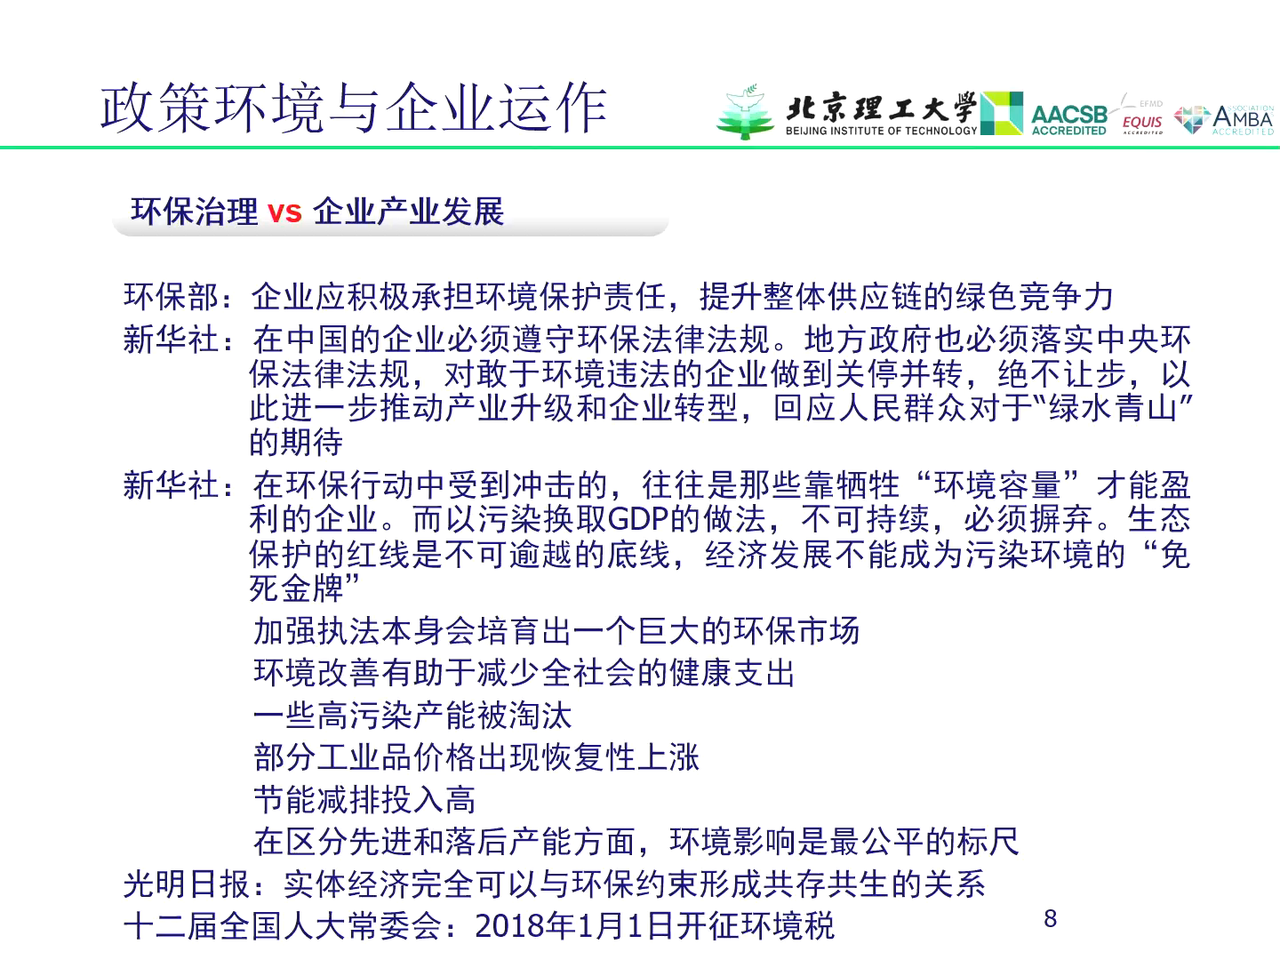 政策环境与企业运作
北京理工大学
BEIJING INSTITUTE OF TECHNOLOGY
AACSB
ACCREDITED
EFMD
EQUIS
ACCREDITED
ASSOCIATION
AMBA
ACCREDITED
环保治理 vs 企业产业发展
环保部：企业应积极承担环境保护责任，提升整体供应链的绿色竞争力
新华社：在中国的企业必须遵守环保法律法规。地方政府也必须落实中央环
保法律法规，对敢于环境违法的企业做到关停并转，绝不让步，以
此进一步推动产业升级和企业转型，回应人民群众对于“绿水青山”
的期待
新华社：在环保行动中受到冲击的，往往是那些靠牺牲“环境容量”才能盈
利的企业。而以污染换取GDP的做法，不可持续，必须摒弃。生态
保护的红线是不可逾越的底线，经济发展不能成为污染环境的“免
死金牌”
加强执法本身会培育出一个巨大的环保市场
环境改善有助于减少全社会的健康支出
一些高污染产能被淘汰
部分工业品价格出现恢复性上涨
节能减排投入高
在区分先进和落后产能方面，环境影响是最公平的标尺
光明日报：实体经济完全可以与环保约束形成共存共生的关系
十二届全国人大常委会：2018年1月1日开征环境税
8